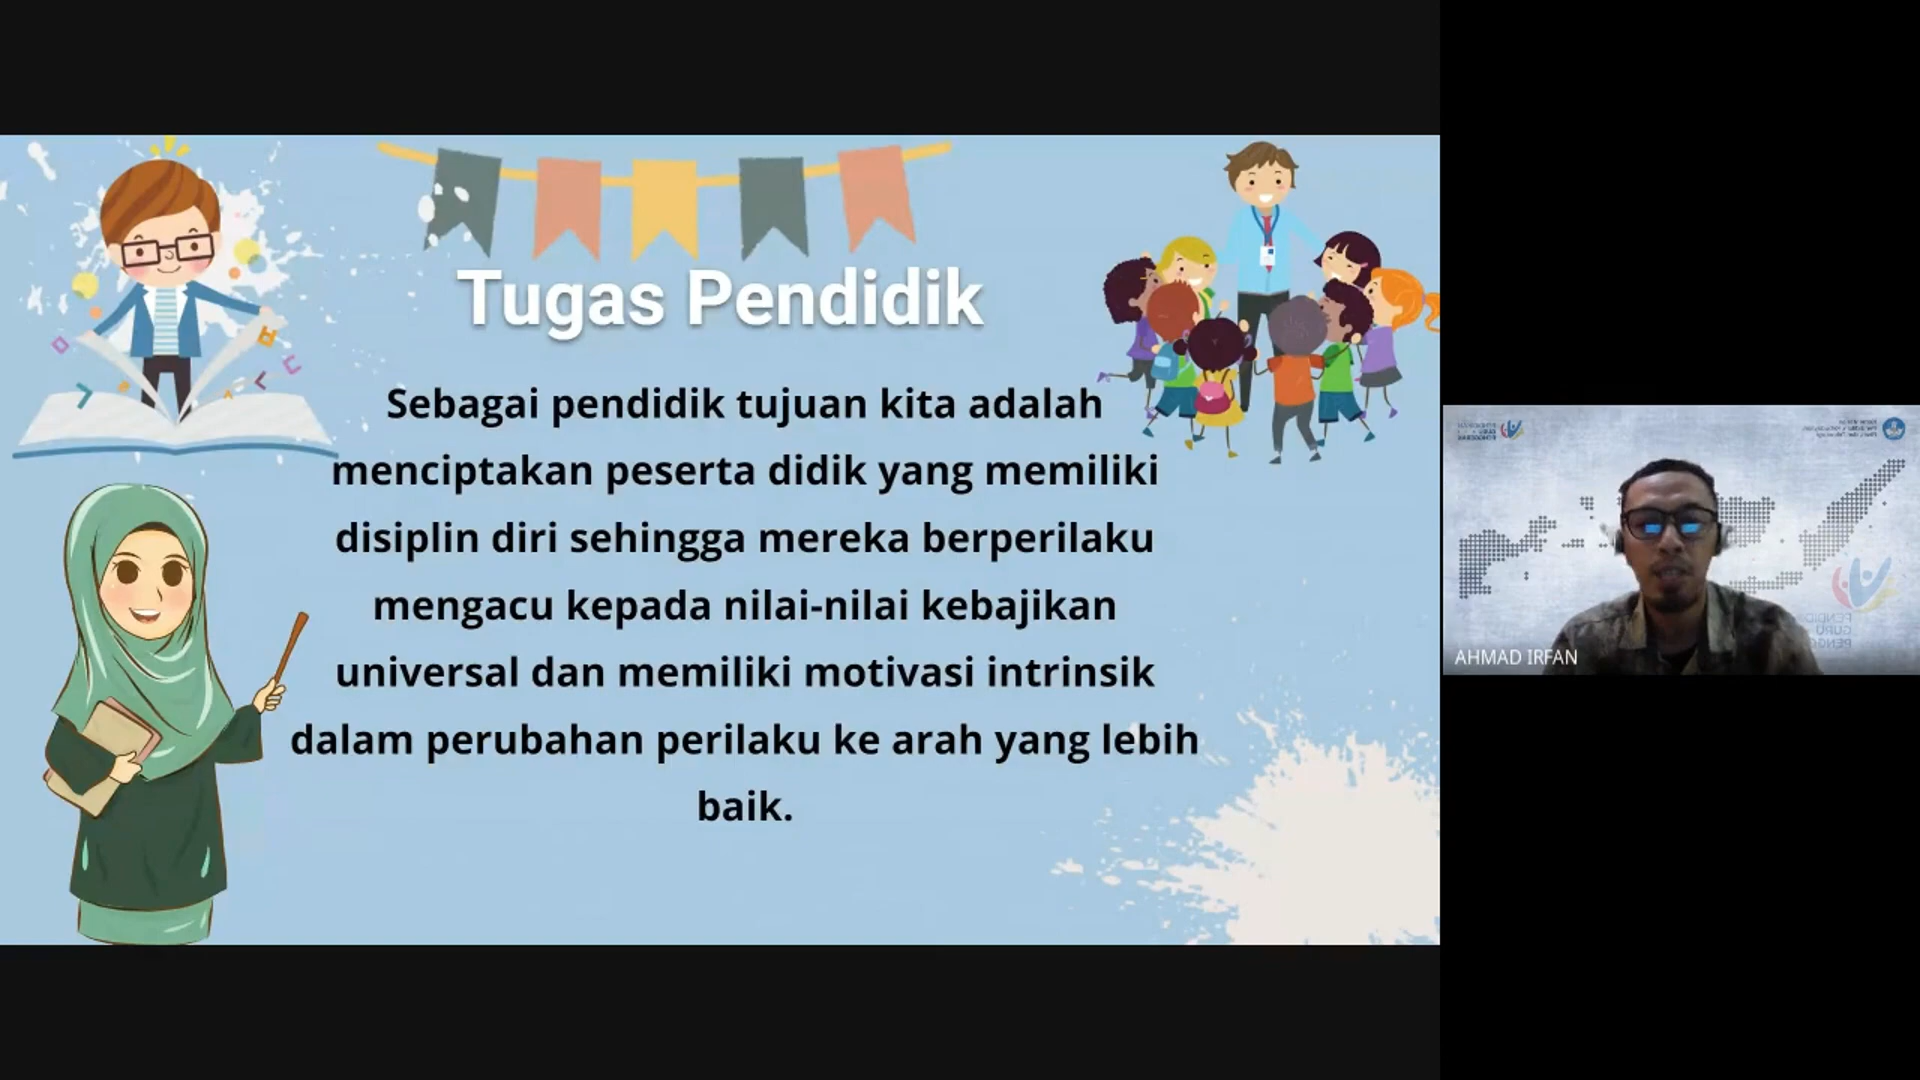 Tugas Pendidik
Sebagai pendidik tujuan kita adalah
menciptakan peserta didik yang memiliki
disiplin diri sehingga mereka berperilaku
mengacu kepada nilai-nilai kebajikan
universal dan memiliki motivasi intrinsik
dalam perubahan perilaku ke arah yang lebih
baik.
AHMAD IRFAN